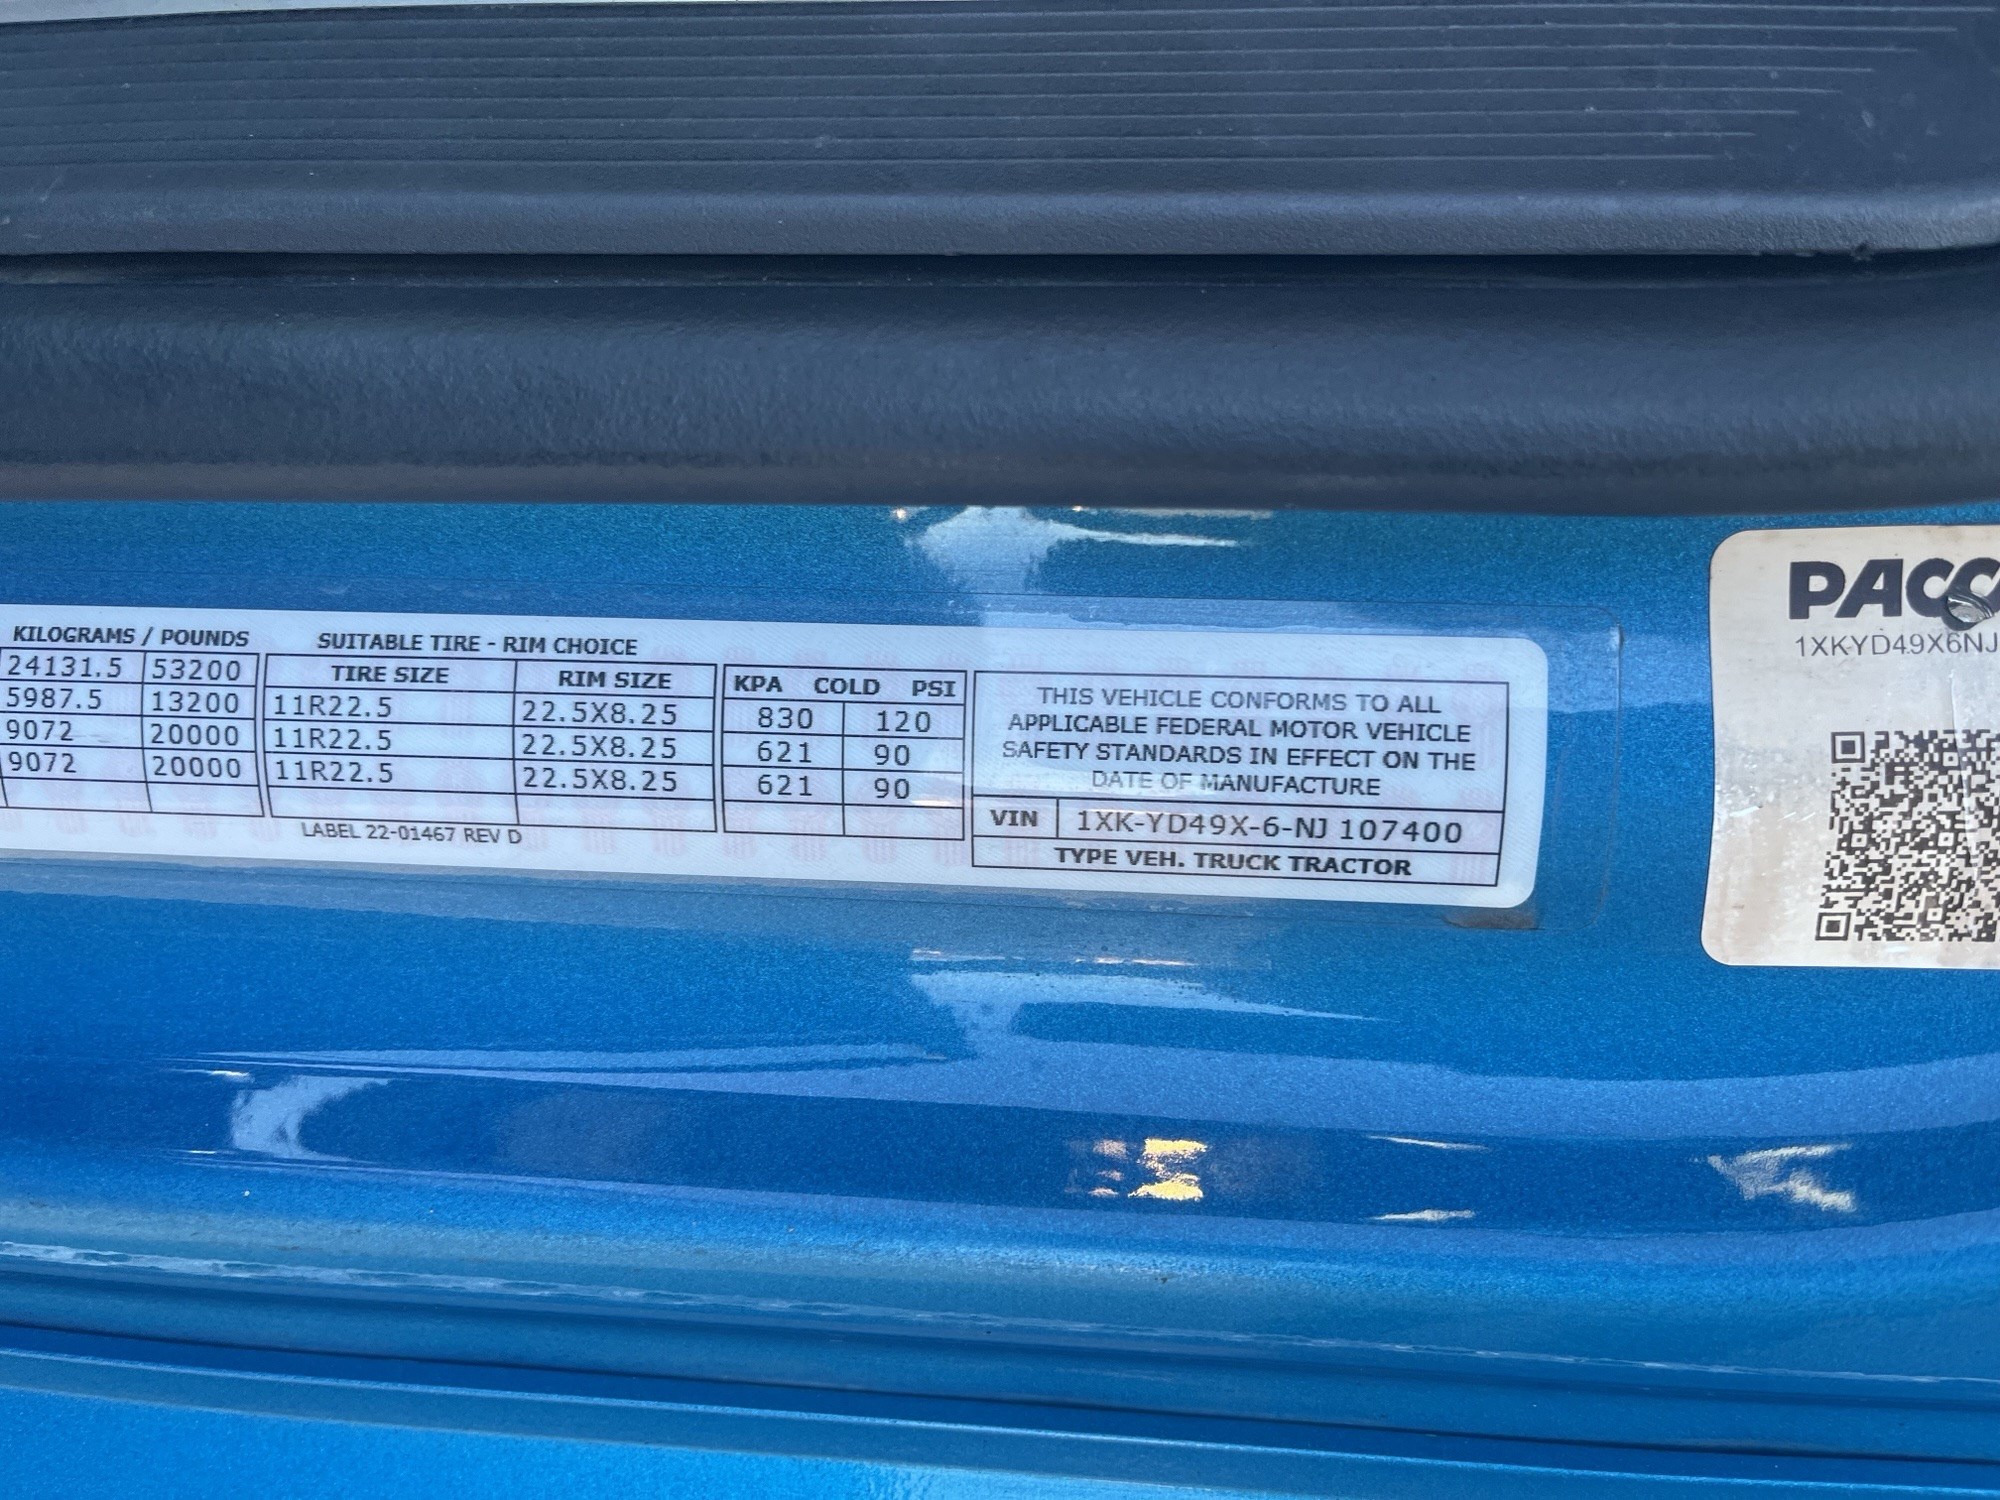 KILOGRAMS / POUNDS SUITABLE TIRE - RIM CHOICE
TIRE SIZE RIM SIZE KPA COLD PSI
24131.5 53200
5987.5 13200 11R22.5 22.5X8.25 830 120
9072 20000 11R22.5 22.5X8.25 621 90
9072 20000 11R22.5 22.5X8.25 621 90
LABEL 22-01467 REV D
THIS VEHICLE CONFORMS TO ALL
APPLICABLE FEDERAL MOTOR VEHICLE
SAFETY STANDARDS IN EFFECT ON THE
DATE OF MANUFACTURE
VIN 1XK-YD49X-6-NJ 107400
TYPE VEH. TRUCK TRACTOR
PACC
1XKYD49X6NJ